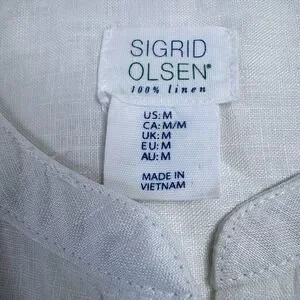 SIGRID
OLSEN®
100% linen
US: M
CA: M/M
UK: M
EU: M
AU: M
MADE IN
VIETNAM